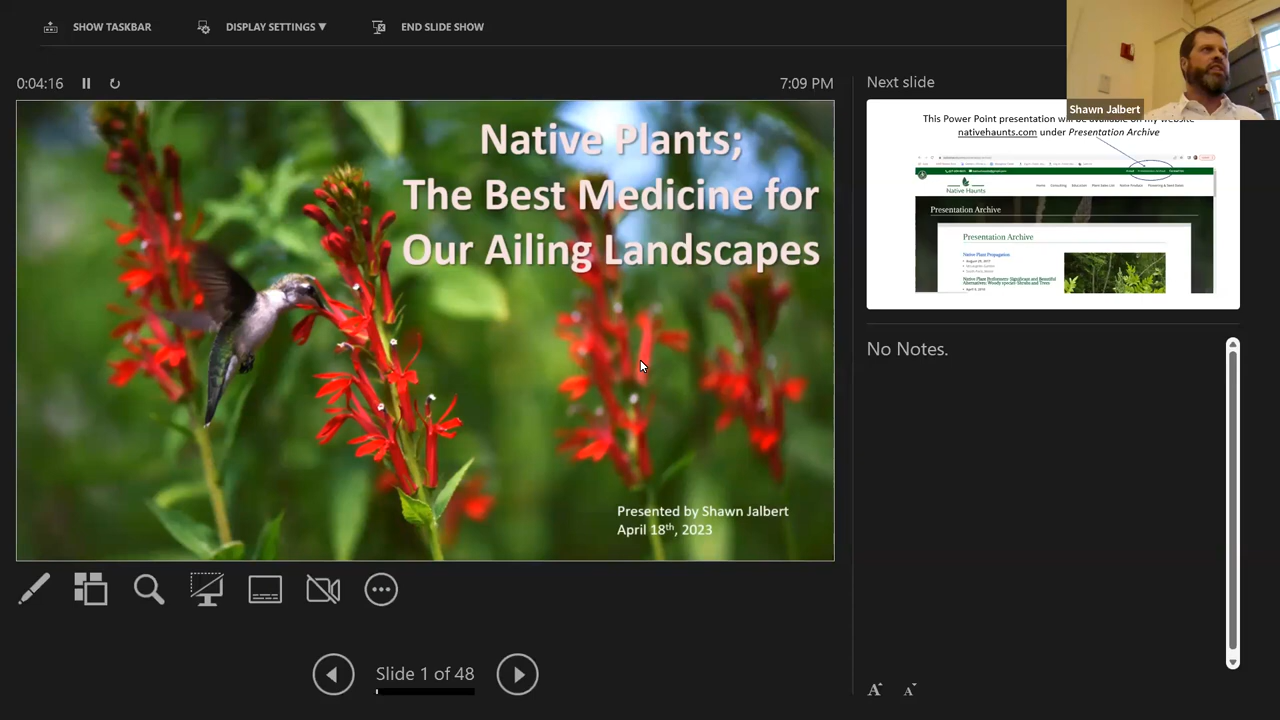 SHOW TASKBAR
DISPLAY SETTINGS ▼
END SLIDE SHOW
0:04:16
7:09 PM
Native Plants;
The Best Medicine for
Our Ailing Landscapes
Presented by Shawn Jalbert
April 18th, 2023
Slide 1 of 48
Shawn Jalbert
Next slide
This Power Point presentation will be available on my website
nativehaunts.com under Presentation Archive
Native Haunts
Presentation Archive
Presentation Archive
Native Plant Propagation
No Notes.
A
A